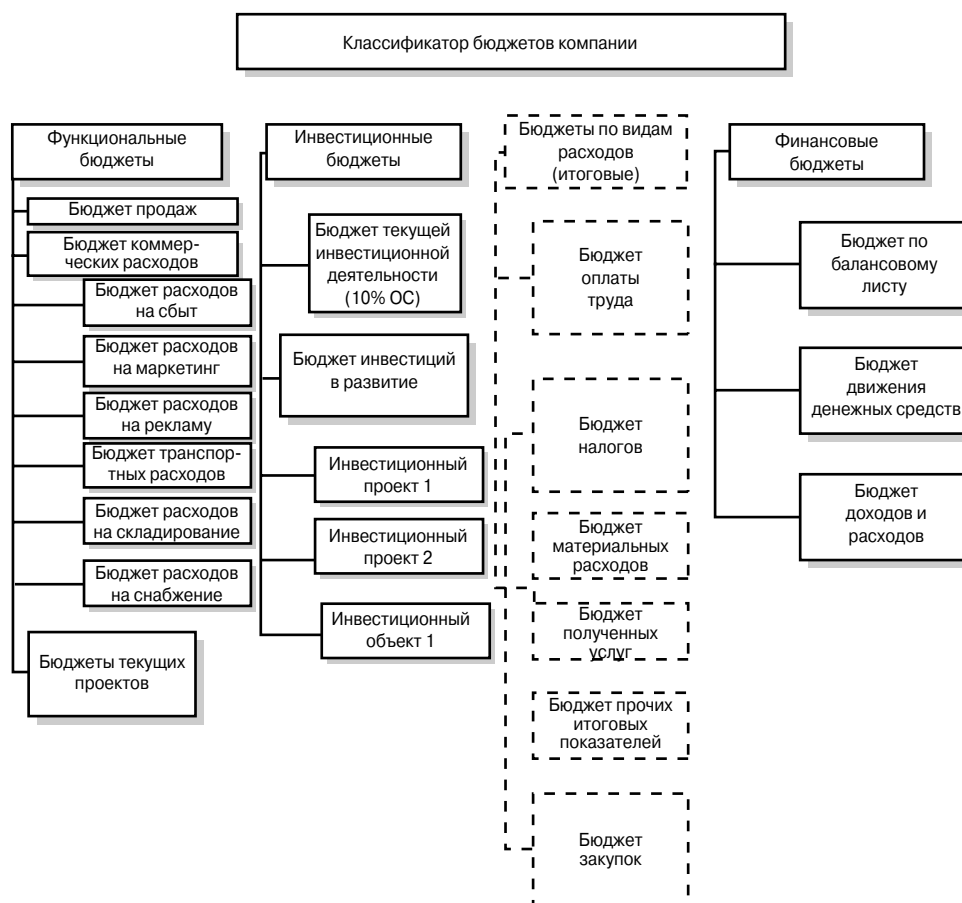 Классификатор бюджетов компании
Функциональные
бюджеты
Бюджет продаж
Бюджет коммер-
ческих расходов
Бюджет расходов
на сбыт
Бюджет расходов
на маркетинг
Бюджет расходов
на рекламу
Бюджет транспор-
тных расходов
Бюджет расходов
на складирование
Бюджет расходов
на снабжение
Бюджеты текущих
проектов
Инвестиционные
бюджеты
Бюджет текущей
инвестиционной
деятельности
(10% ОС)
Бюджет инвестиций
в развитие
Инвестиционный
проект 1
Инвестиционный
проект 2
Инвестиционный
объект 1
Бюджеты по видам
расходов
(итоговые)
Бюджет
оплаты
труда
Бюджет
налогов
Бюджет
материальных
расходов
Бюджет
полученных
услуг
Бюджет прочих
итоговых
показателей
Бюджет
закупок
Финансовые
бюджеты
Бюджет по
балансовому
листу
Бюджет
движения
денежных средств
Бюджет
доходов и
расходов